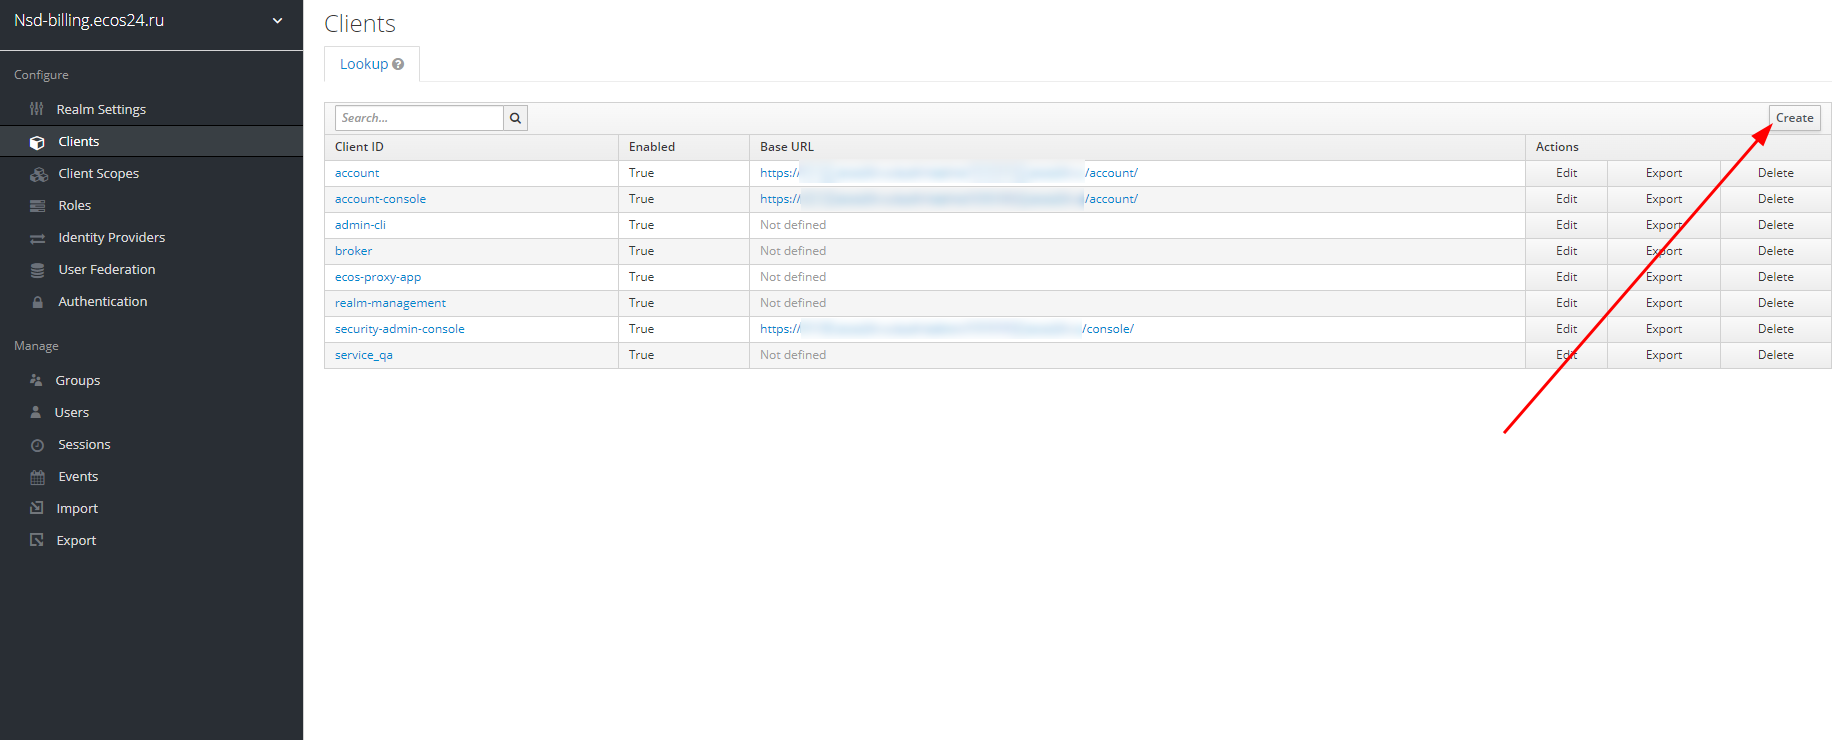 Nsd-billing.ecos24.ru
Configure
Realm Settings
Clients
Client Scopes
Roles
Identity Providers
User Federation
Authentication
Manage
Groups
Users
Sessions
Events
Import
Export
Clients
Lookup
Search...
Create
Client ID Enabled Base URL Actions
account True https:// /account/ Edit Export Delete
account-console True https:// /account/ Edit Export Delete
admin-cli True Not defined Edit Export Delete
broker True Not defined Edit Export Delete
ecos-proxy-app True Not defined Edit Export Delete
realm-management True Not defined Edit Export Delete
security-admin-console True https:// /console/ Edit Export Delete
service_qa True Not defined Edit Export Delete